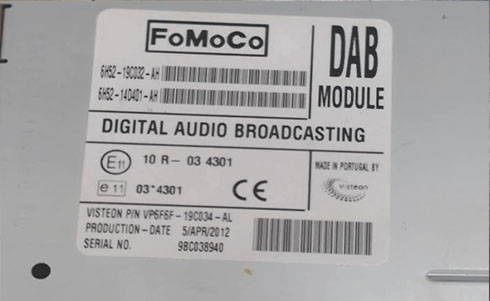 FoMoCo
DAB
MODULE
6H52-19C032-AH
6H52-14D401-AH
DIGITAL AUDIO BROADCASTING
E11 10 R- 03 4301
MADE IN PORTUGAL BY
Visteon
e 11 03*4301
CE
VISTEON P/N VP6F6F-19C034-AL
PRODUCTION-DATE 5/APR/2012
SERIAL NO. 98C038940